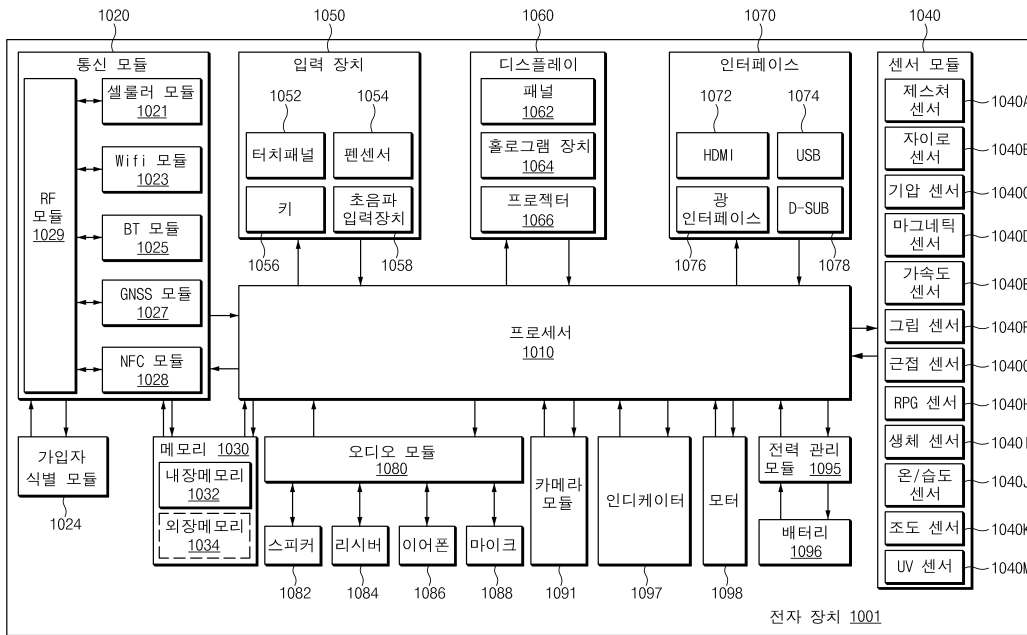 1020
1050
1060
1070
1040
통신 모듈
셀룰러 모듈
1021
Wifi 모듈
1023
BT 모듈
1025
GNSS 모듈
1027
NFC 모듈
1028
RF
모듈
1029
입력 장치
1052
1054
터치패널
펜센서
키
초음파
입력장치
1056
1058
디스플레이
패널
1062
홀로그램 장치
1064
프로젝터
1066
인터페이스
1072
1074
HDMI
USB
광
인터페이스
D-SUB
1076
1078
센서 모듈
제스쳐
센서
1040A
자이로
센서
기압 센서
마그네틱
센서
1040D
가속도
센서
그립 센서
근접 센서
RPG 센서
1040H
생체 센서
온/습도
센서
1040J
조도 센서
1040K
UV 센서
1040M
프로세서
1010
가입자
식별 모듈
1024
메모리 1030
내장메모리
1032
외장메모리
1034
오디오 모듈
1080
스피커
리시버
이어폰
마이크
1082
1084
1086
1088
카메라
모듈
1091
인디케이터
1097
모터
1098
전력 관리
모듈 1095
배터리
1096
전자 장치 1001